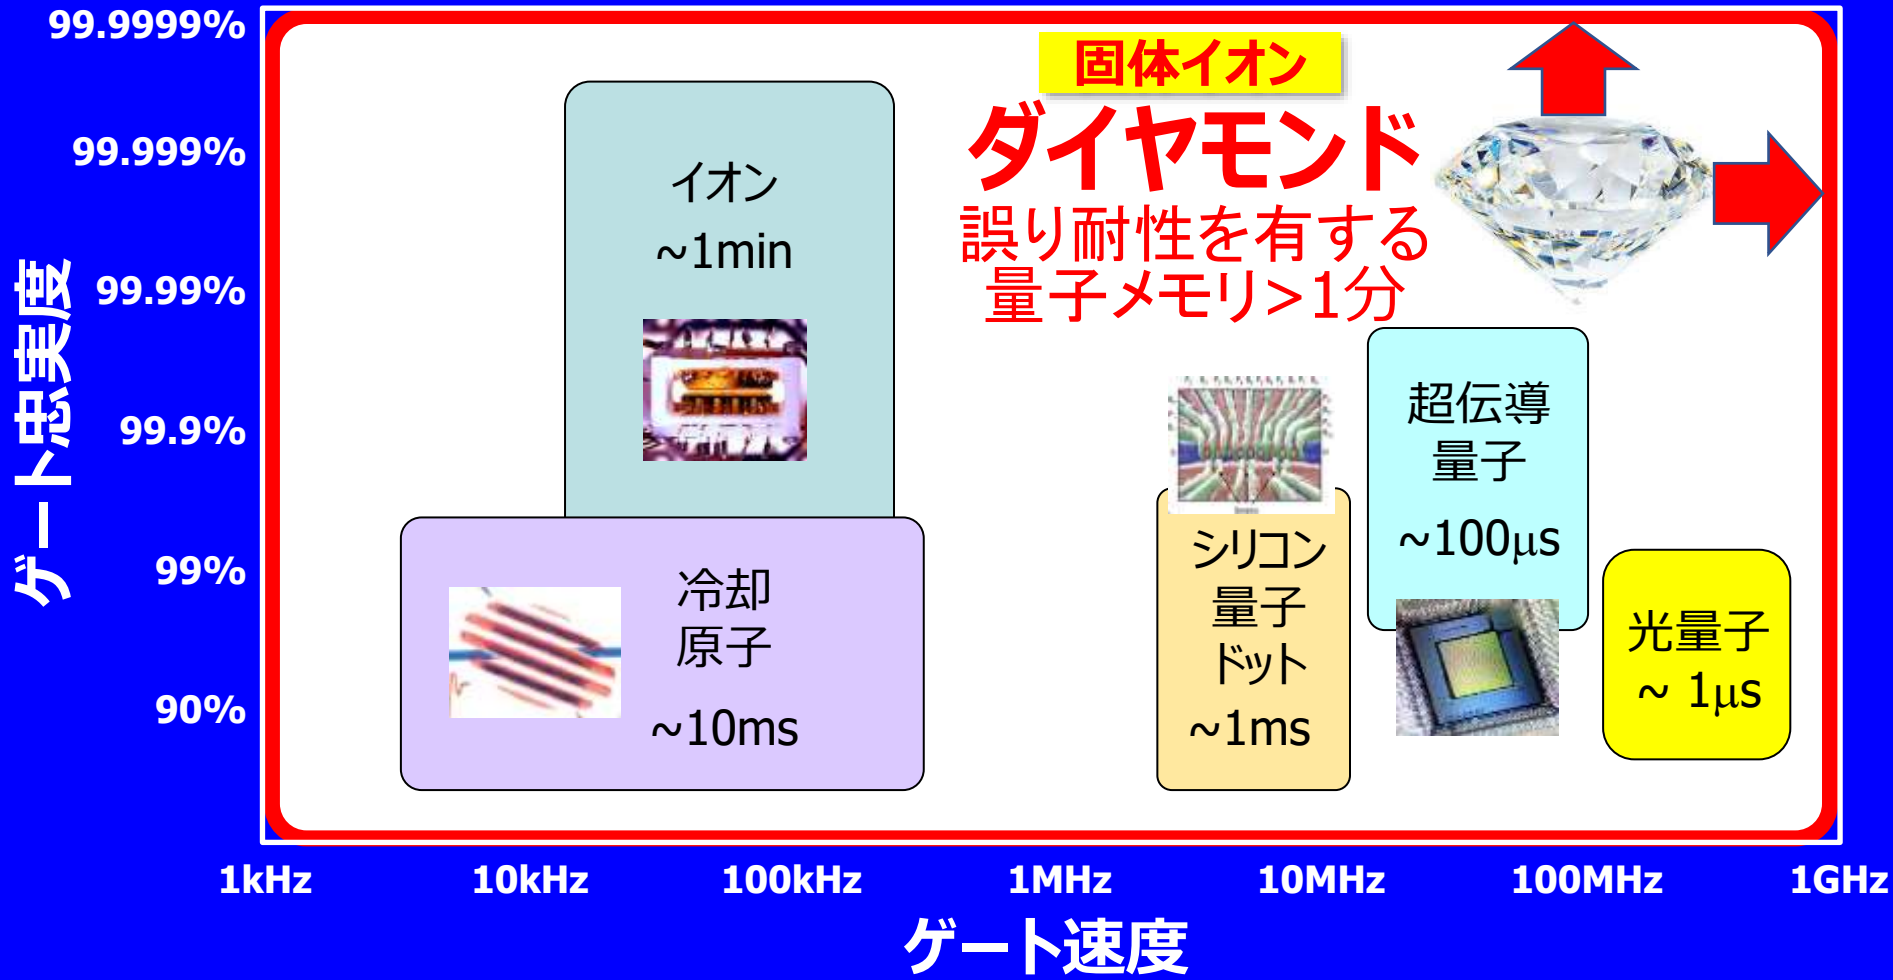 99.9999%
99.999%
99.99%
99.9%
99%
90%
ゲート忠実度
固体イオン
ダイヤモンド
誤り耐性を有する
量子メモリ>1分
イオン
~1min
冷却
原子
~10ms
シリコン
量子
ドット
~1ms
超伝導
量子
~100μs
光量子
~ 1μs
1kHz
10kHz
100kHz
1MHz
10MHz
100MHz
1GHz
ゲート速度